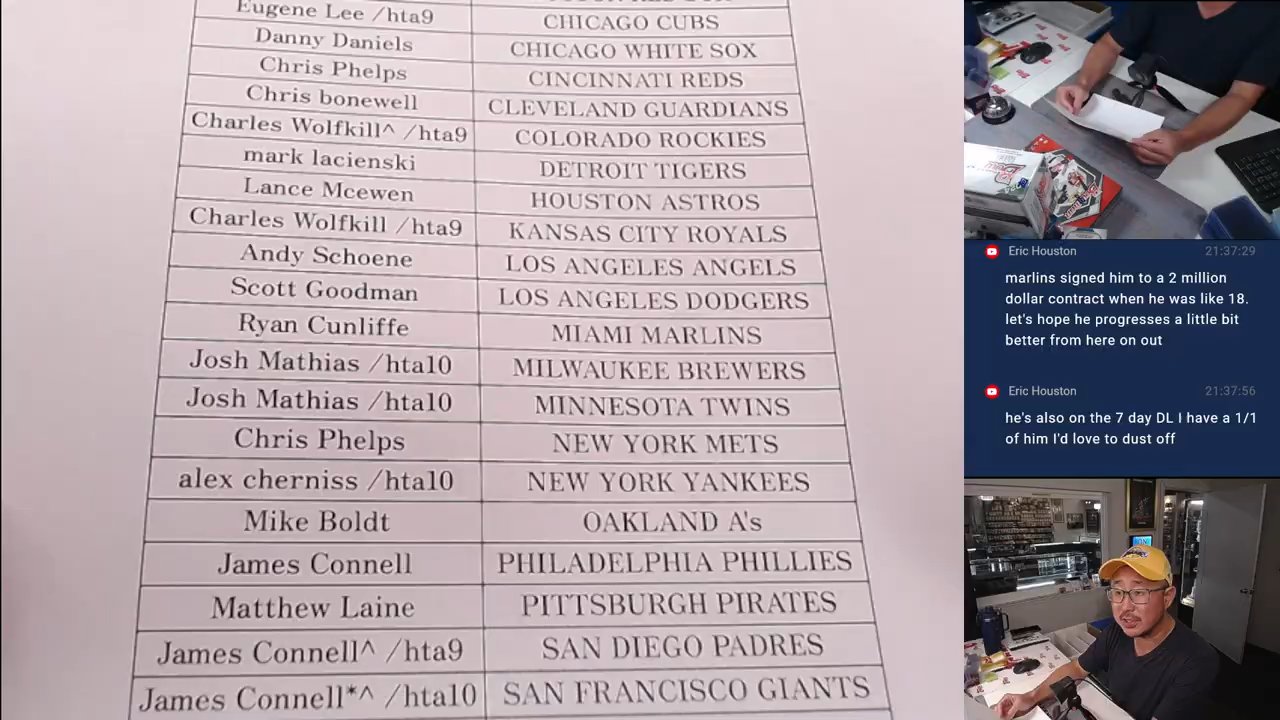 Eugene Lee /hta9 CHICAGO CUBS
Danny Daniels CHICAGO WHITE SOX
Chris Phelps CINCINNATI REDS
Chris bonewell CLEVELAND GUARDIANS
Charles Wolfkill^ /hta9 COLORADO ROCKIES
mark lacienski DETROIT TIGERS
Lance Mcewen HOUSTON ASTROS
Charles Wolfkill /hta9 KANSAS CITY ROYALS
Andy Schoene LOS ANGELES ANGELS
Scott Goodman LOS ANGELES DODGERS
Ryan Cunliffe MIAMI MARLINS
Josh Mathias /hta10 MILWAUKEE BREWERS
Josh Mathias /hta10 MINNESOTA TWINS
Chris Phelps NEW YORK METS
alex cherniss /hta10 NEW YORK YANKEES
Mike Boldt OAKLAND A's
James Connell PHILADELPHIA PHILLIES
Matthew Laine PITTSBURGH PIRATES
James Connell^ /hta9 SAN DIEGO PADRES
James Connell*^ /hta10 SAN FRANCISCO GIANTS
Eric Houston 21:37:29
marlins signed him to a 2 million
dollar contract when he was like 18.
let's hope he progresses a little bit
better from here on out
Eric Houston 21:37:56
he's also on the 7 day DL I have a 1/1
of him I'd love to dust off